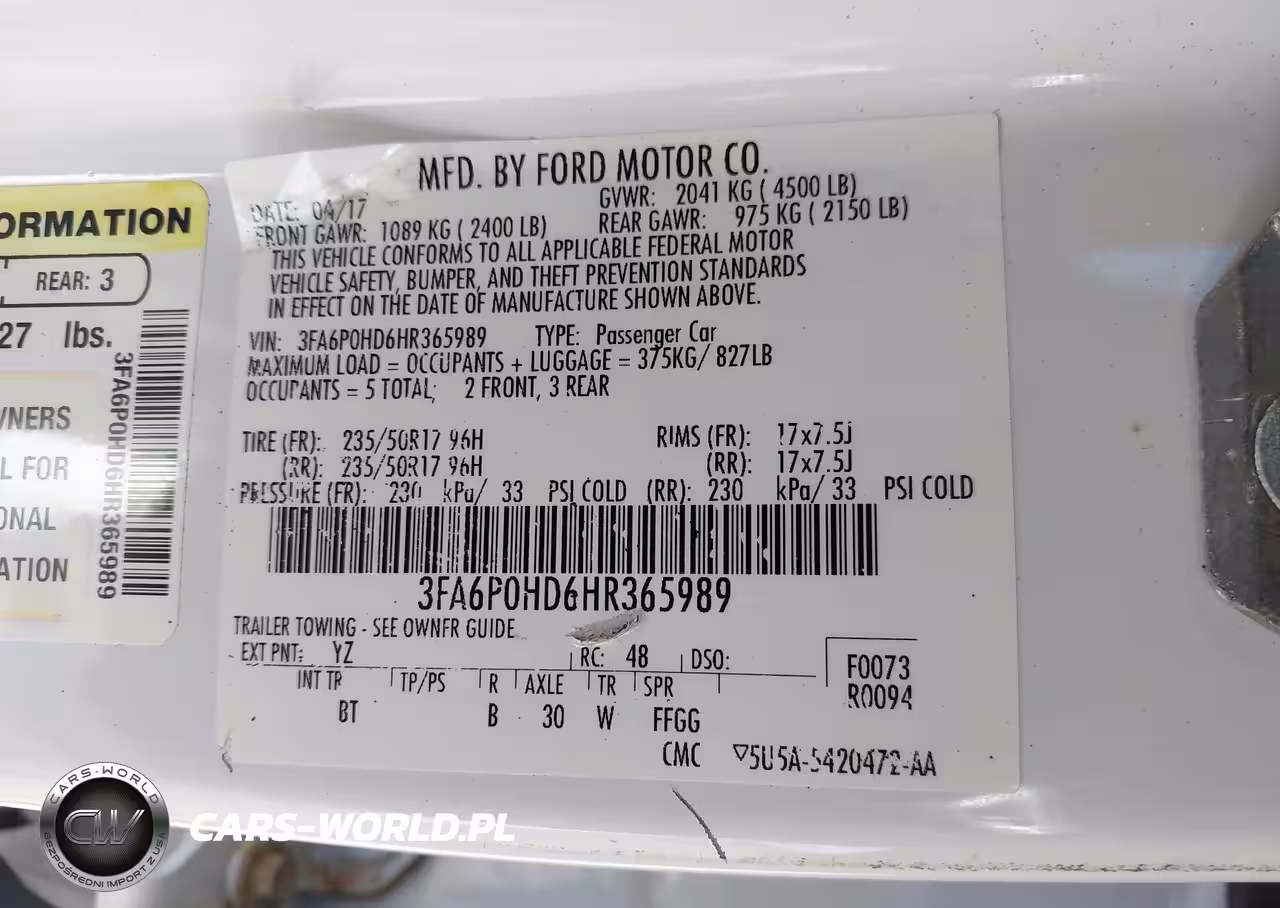 MFD. BY FORD MOTOR CO.
DATE: 04/17 GVWR: 2041 KG ( 4500 LB)
FRONT GAWR: 1089 KG ( 2400 LB) REAR GAWR: 975 KG ( 2150 LB)
THIS VEHICLE CONFORMS TO ALL APPLICABLE FEDERAL MOTOR
VEHICLE SAFETY, BUMPER, AND THEFT PREVENTION STANDARDS
IN EFFECT ON THE DATE OF MANUFACTURE SHOWN ABOVE.
VIN: 3FA6P0HD6HR365989 TYPE: Passenger Car
MAXIMUM LOAD = OCCUPANTS + LUGGAGE = 375KG/ 827LB
OCCUPANTS = 5 TOTAL; 2 FRONT, 3 REAR
TIRE (FR): 235/50R17 96H RIMS (FR): 17x7.5J
(RR): 235/50R17 96H (RR): 17x7.5J
PRESSURE (FR): 230 kPa/ 33 PSI COLD (RR): 230 kPa/ 33 PSI COLD
3FA6P0HD6HR365989
TRAILER TOWING - SEE OWNER GUIDE
EXT PNT: YZ RC: 48 DSO: F0073
R0094
INT TR TP/PS R AXLE TR SPR
BT B 30 W FFGG
CMC ▽5U5A-5420472-AA
ORMATION
REAR: 3
27 lbs.
3FA6P0HD6HR365989
WNERS
L FOR
ONAL
ATION
CARS-WORLD
CW
BEZPOŚREDNI IMPORT Z USA
CARS-WORLD.PL